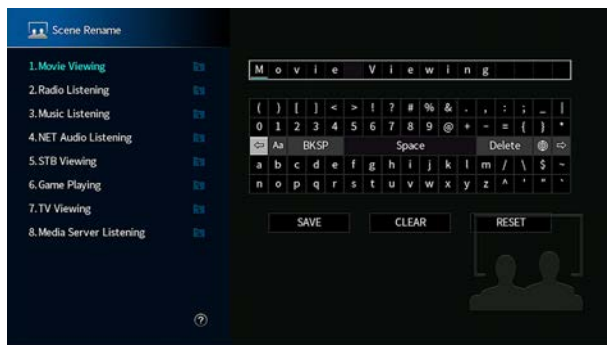 Scene Rename
1.Movie Viewing
2.Radio Listening
3.Music Listening
4.NET Audio Listening
5.STB Viewing
6.Game Playing
7.TV Viewing
8.Media Server Listening
?
Movie Viewing
( ) [ ] < > ! ? # % & . , : ; _ |
0 1 2 3 4 5 6 7 8 9 @ + - = { } *
⇦ Aa BKSP Space Delete ⇨
a b c d e f g h i j k l m / \ $ ~
n o p q r s t u v w x y z ^ ' " `
SAVE CLEAR RESET